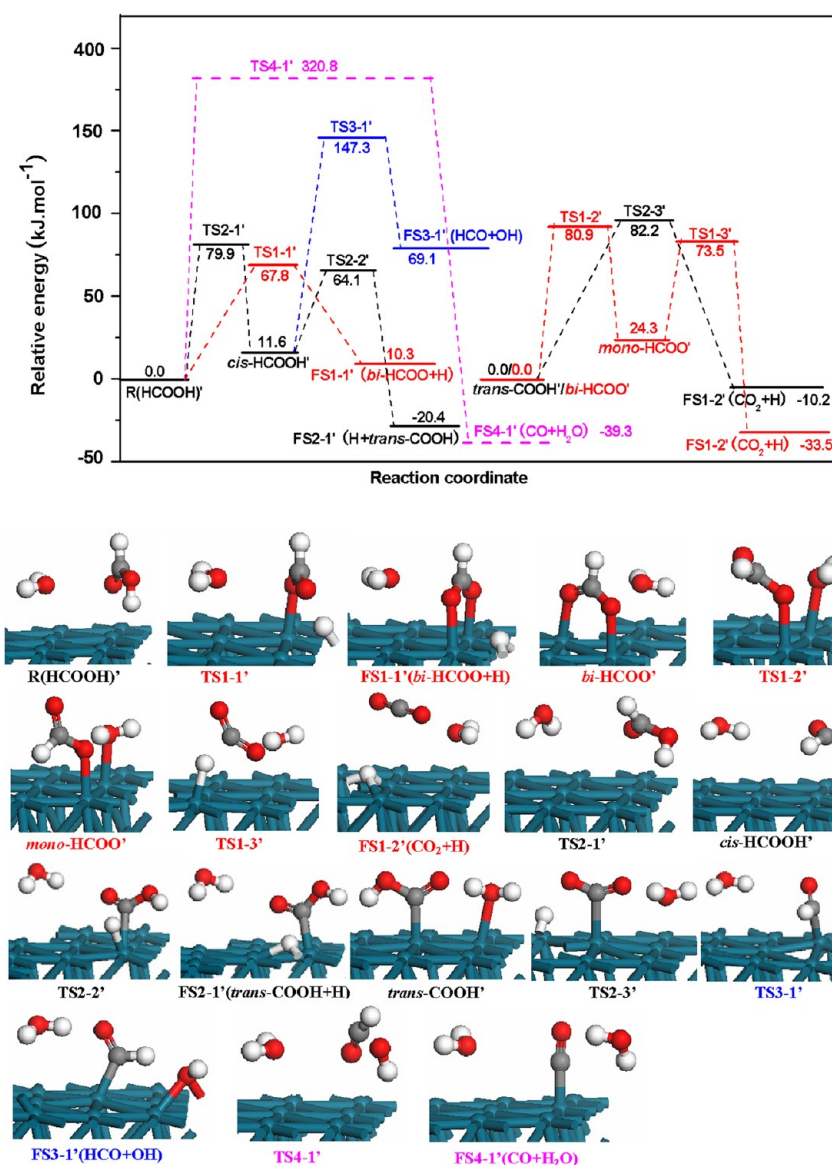 400
TS4-1' 320.8
TS3-1'
150
147.3
TS1-2'
TS2-3'
100
TS2-1'
80.9
82.2
TS1-3'
79.9
TS1-1'
TS2-2'
FS3-1' (HCO+OH)
73.5
67.8
64.1
69.1
50
11.6
10.3
24.3
cis-HCOOH'
mono-HCOO'
0
0.0
0.0/0.0
R(HCOOH)'
FS1-1' (bi-HCOO+H)
trans-COOH'/bi-HCOO'
FS1-2' (CO2+H) -10.2
-20.4
FS2-1' (H+trans-COOH)
FS4-1' (CO+H2O) -39.3
FS1-2' (CO2+H) -33.5
-50
Relative energy (kJ.mol-1)
Reaction coordinate
R(HCOOH)' TS1-1' FS1-1'(bi-HCOO+H) bi-HCOO' TS1-2'
mono-HCOO' TS1-3' FS1-2'(CO2+H) TS2-1' cis-HCOOH'
TS2-2' FS2-1'(trans-COOH+H) trans-COOH' TS2-3' TS3-1'
FS3-1'(HCO+OH) TS4-1' FS4-1'(CO+H2O)